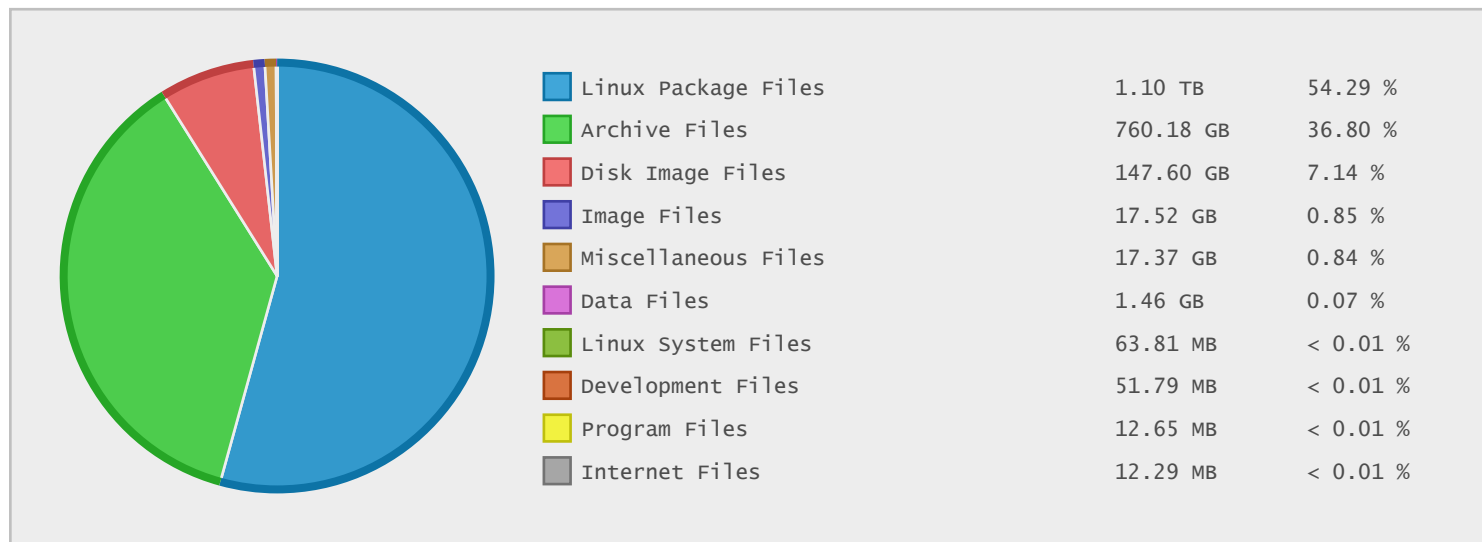 Linux Package Files 1.10 TB 54.29 %
Archive Files 760.18 GB 36.80 %
Disk Image Files 147.60 GB 7.14 %
Image Files 17.52 GB 0.85 %
Miscellaneous Files 17.37 GB 0.84 %
Data Files 1.46 GB 0.07 %
Linux System Files 63.81 MB < 0.01 %
Development Files 51.79 MB < 0.01 %
Program Files 12.65 MB < 0.01 %
Internet Files 12.29 MB < 0.01 %